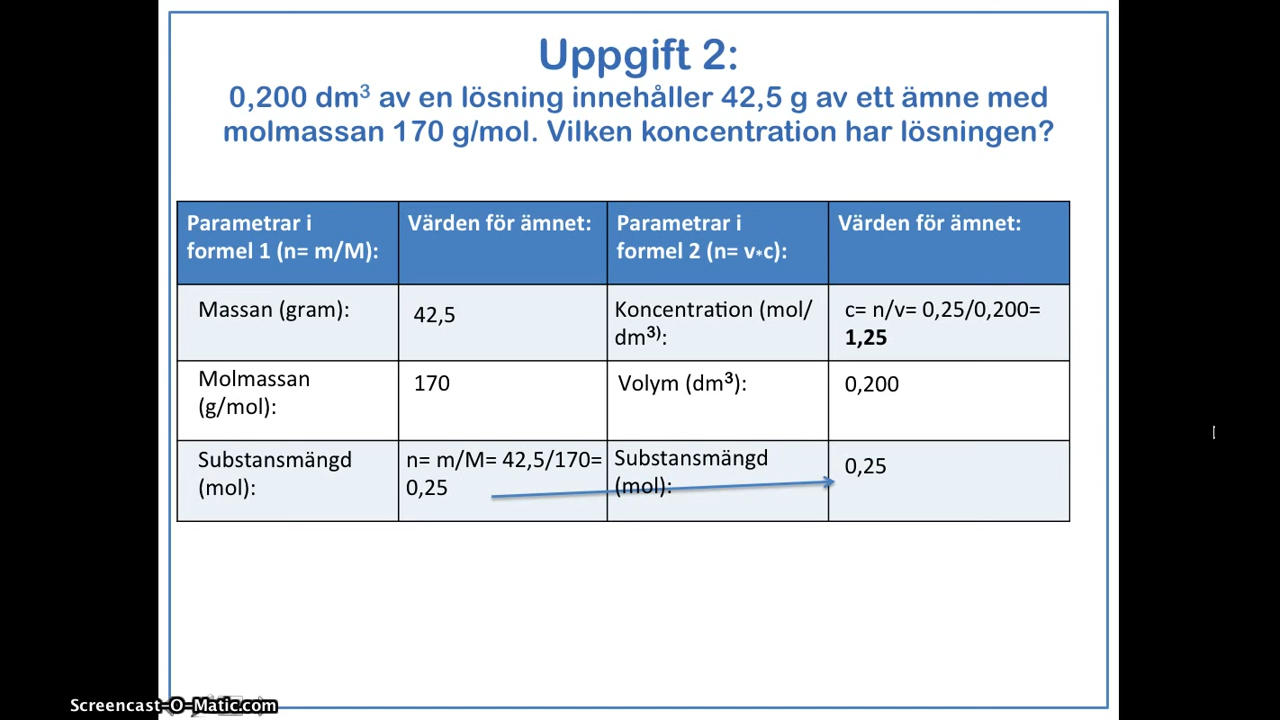 Uppgift 2:
0,200 dm³ av en lösning innehåller 42,5 g av ett ämne med
molmassan 170 g/mol. Vilken koncentration har lösningen?
Parametrar i
formel 1 (n= m/M):
Värden för ämnet:
Parametrar i
formel 2 (n= v*c):
Värden för ämnet:
Massan (gram):
42,5
Koncentration (mol/
dm³⁾:
c= n/v= 0,25/0,200=
1,25
Molmassan
(g/mol):
170
Volym (dm³):
0,200
Substansmängd
(mol):
n= m/M= 42,5/170=
0,25
Substansmängd
(mol):
0,25
Screencast-O-Matic.com